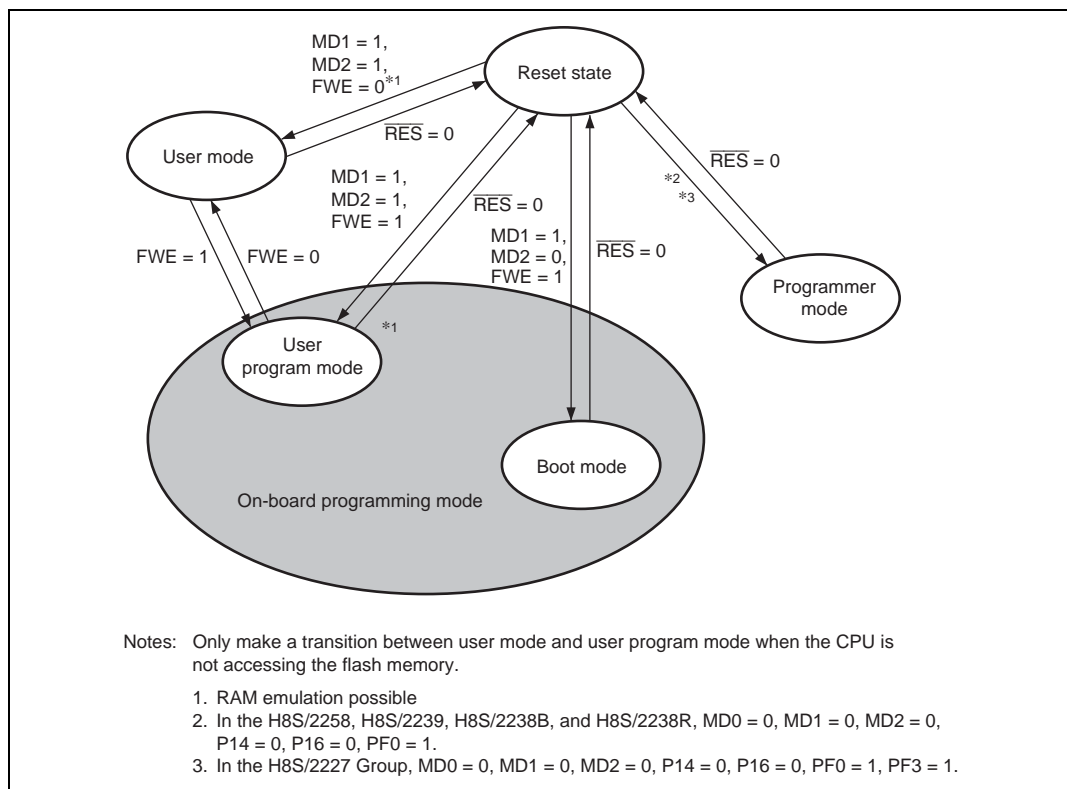 MD1 = 1,
MD2 = 1,
FWE = 0*1
Reset state
RES = 0
User mode
MD1 = 1,
MD2 = 1,
FWE = 1
RES = 0
*2
*3
RES = 0
FWE = 1
FWE = 0
MD1 = 1,
MD2 = 0,
FWE = 1
RES = 0
Programmer
mode
*1
User
program mode
Boot mode
On-board programming mode
Notes: Only make a transition between user mode and user program mode when the CPU is
not accessing the flash memory.
1. RAM emulation possible
2. In the H8S/2258, H8S/2239, H8S/2238B, and H8S/2238R, MD0 = 0, MD1 = 0, MD2 = 0,
P14 = 0, P16 = 0, PF0 = 1.
3. In the H8S/2227 Group, MD0 = 0, MD1 = 0, MD2 = 0, P14 = 0, P16 = 0, PF0 = 1, PF3 = 1.